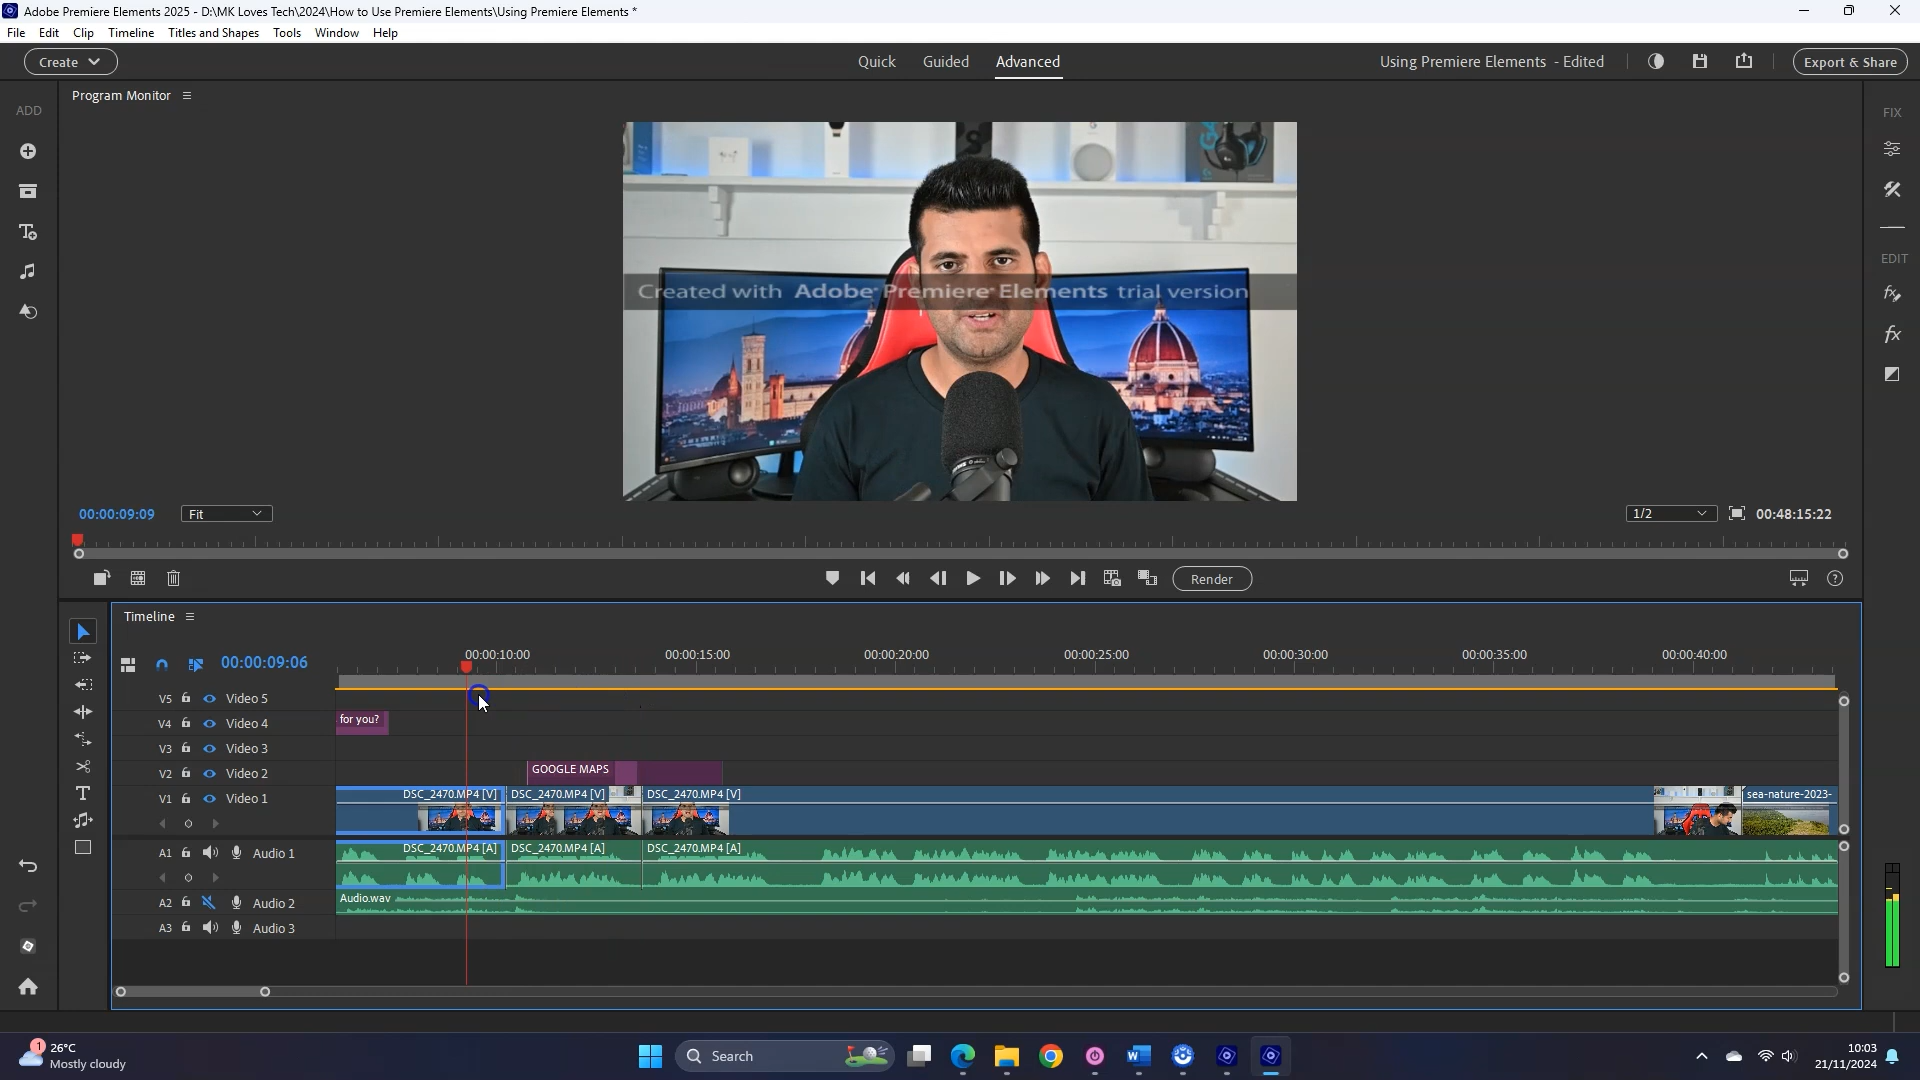 Adobe Premiere Elements 2025 - D:\MK Loves Tech\2024\How to Use Premiere Elements\Using Premiere Elements *
File Edit Clip Timeline Titles and Shapes Tools Window Help
Create Quick Guided Advanced Using Premiere Elements - Edited Export & Share
ADD Program Monitor FIX
Created with Adobe Premiere Elements trial version
EDIT
00:00:09:09 Fit 1/2 00:48:15:22
Render
Timeline
00:00:09:06 00:00:10:00 00:00:15:00 00:00:20:00 00:00:25:00 00:00:30:00 00:00:35:00 00:00:40:00
V5 Video 5
V4 Video 4 for you?
V3 Video 3
V2 Video 2 GOOGLE MAPS
V1 Video 1 DSC_2470.MP4 [V] DSC_2470.MP4 [V] DSC_2470.MP4 [V] sea-nature-2023-
A1 Audio 1 DSC_2470.MP4 [A] DSC_2470.MP4 [A] DSC_2470.MP4 [A]
A2 Audio 2 Audio.wav
A3 Audio 3
1 26°C
Mostly cloudy
Search
10:03
21/11/2024